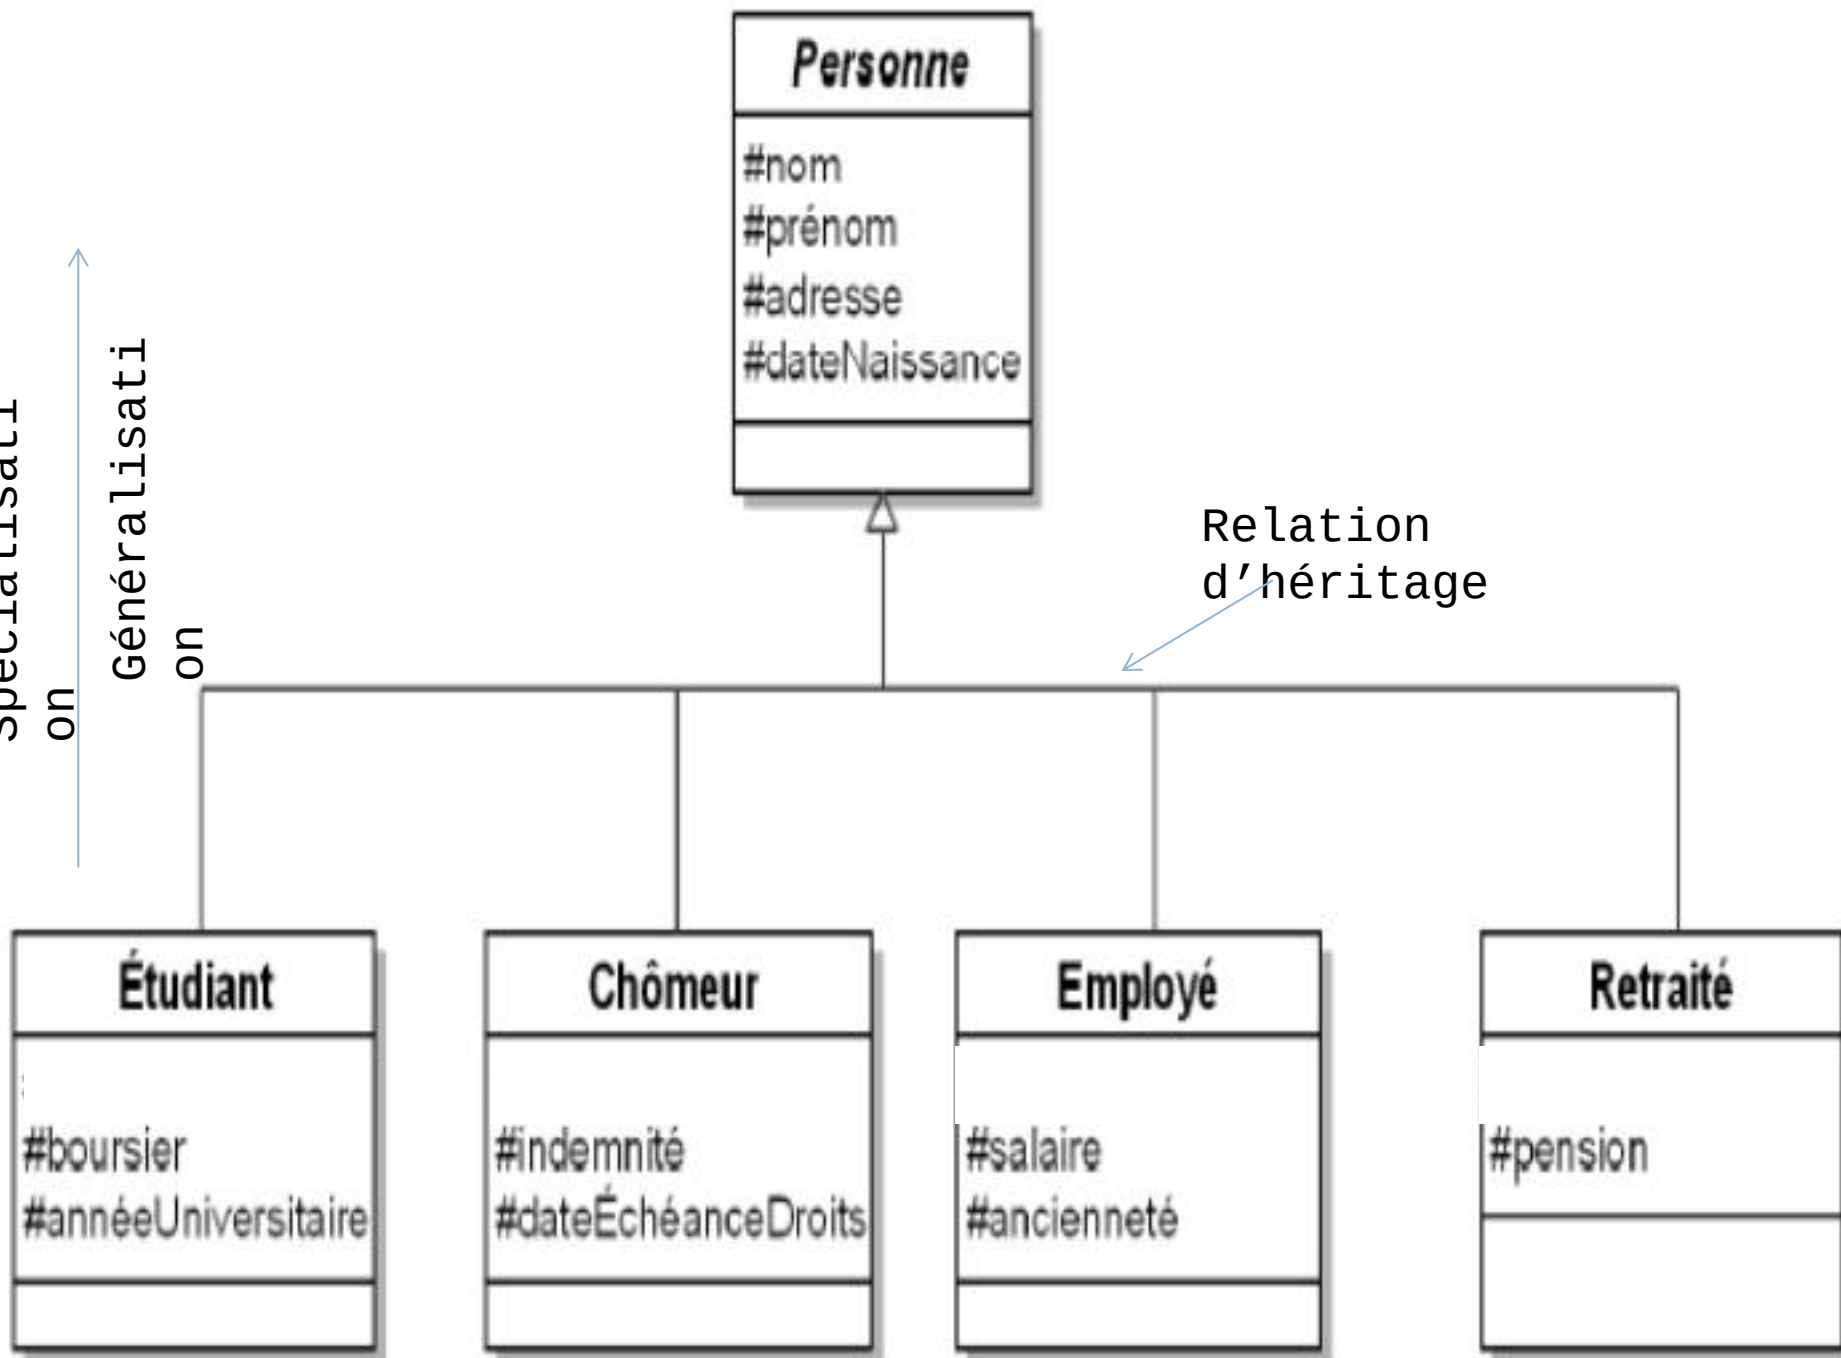 Personne
#nom
#prénom
#adresse
#dateNaissance
Spécialisati
on
Généralisati
on
Relation
d’héritage
Étudiant
#boursier
#annéeUniversitaire
Chômeur
#indemnité
#dateÉchéanceDroits
Employé
#salaire
#ancienneté
Retraité
#pension